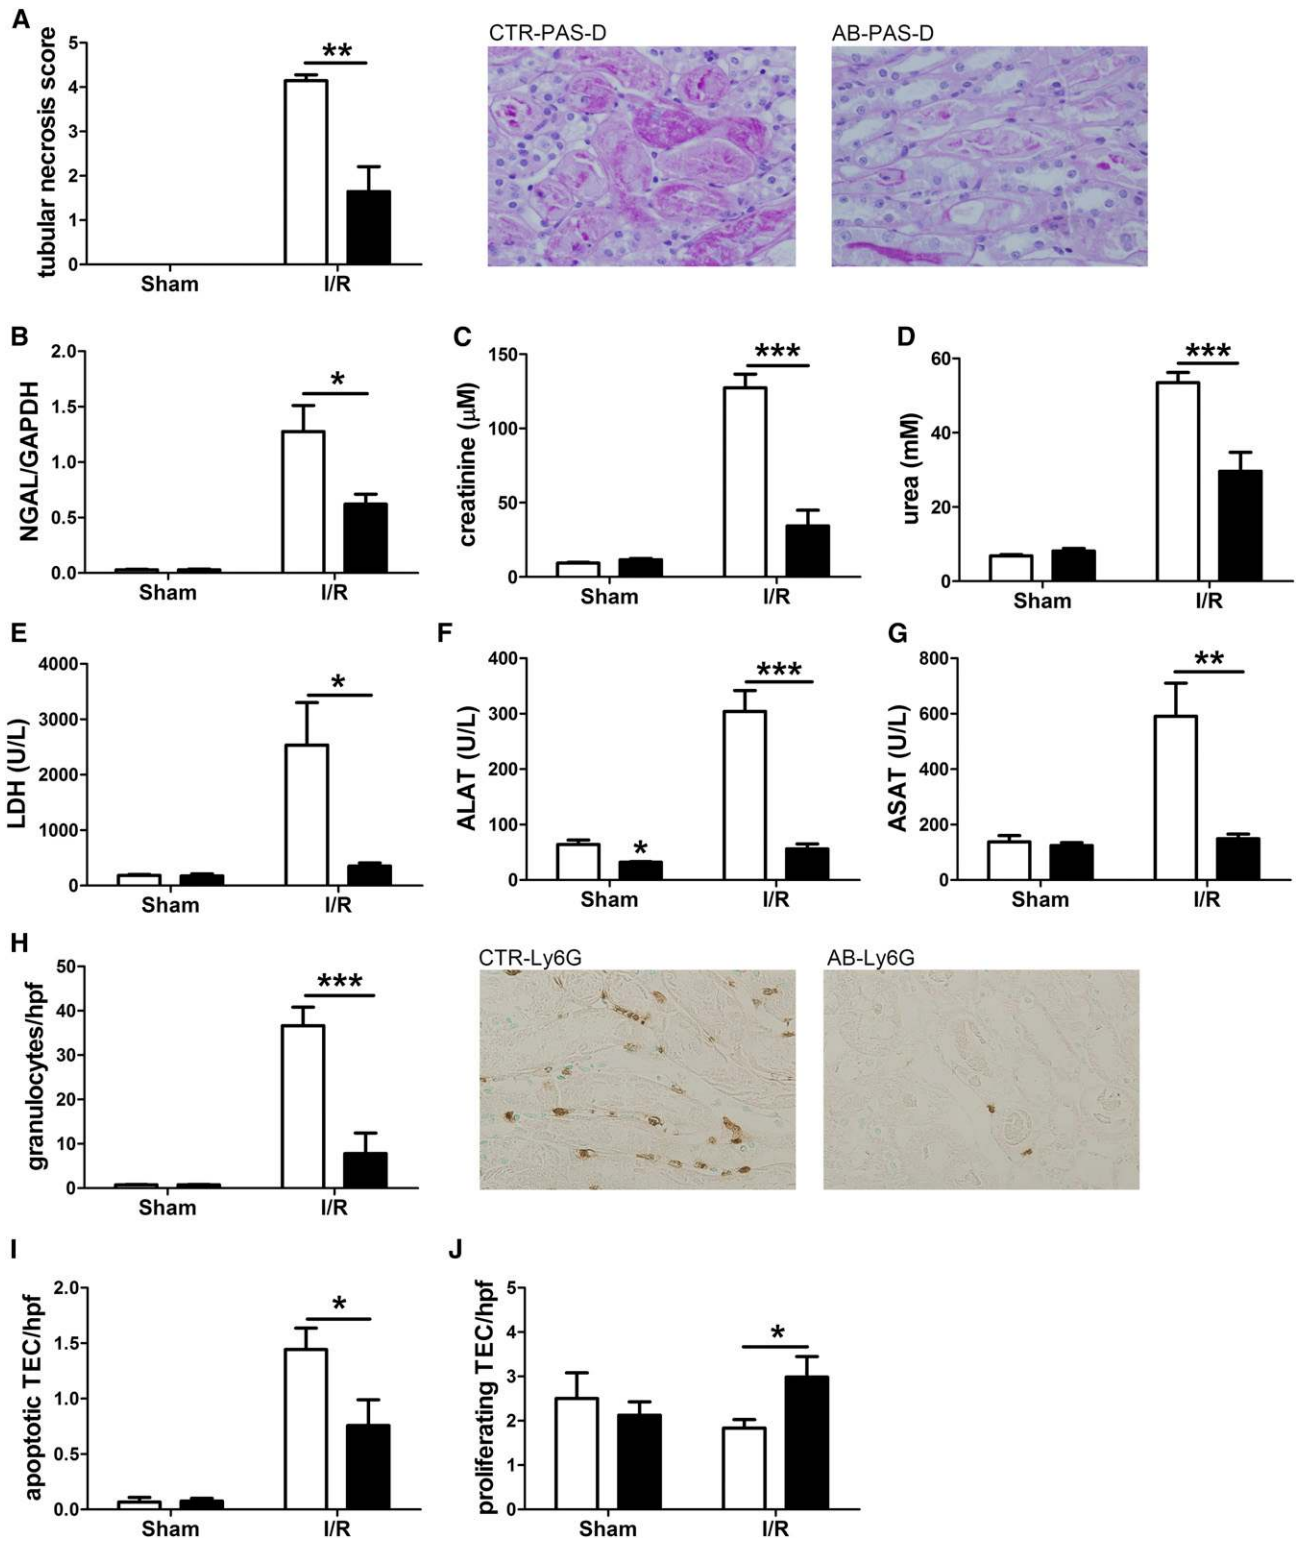 A
tubular necrosis score
5
4
3
2
1
0
**
Sham
I/R
CTR-PAS-D
AB-PAS-D
B
NGAL/GAPDH
2.0
1.5
1.0
0.5
0.0
*
Sham
I/R
C
creatinine (μM)
150
100
50
0
***
Sham
I/R
D
urea (mM)
60
40
20
0
***
Sham
I/R
E
LDH (U/L)
4000
3000
2000
1000
0
*
Sham
I/R
F
ALAT (U/L)
400
300
200
100
0
*
***
Sham
I/R
G
ASAT (U/L)
800
600
400
200
0
**
Sham
I/R
H
granulocytes/hpf
50
40
30
20
10
0
***
Sham
I/R
CTR-Ly6G
AB-Ly6G
I
apoptotic TEC/hpf
2.0
1.5
1.0
0.5
0.0
*
Sham
I/R
J
proliferating TEC/hpf
5
4
3
2
1
0
*
Sham
I/R